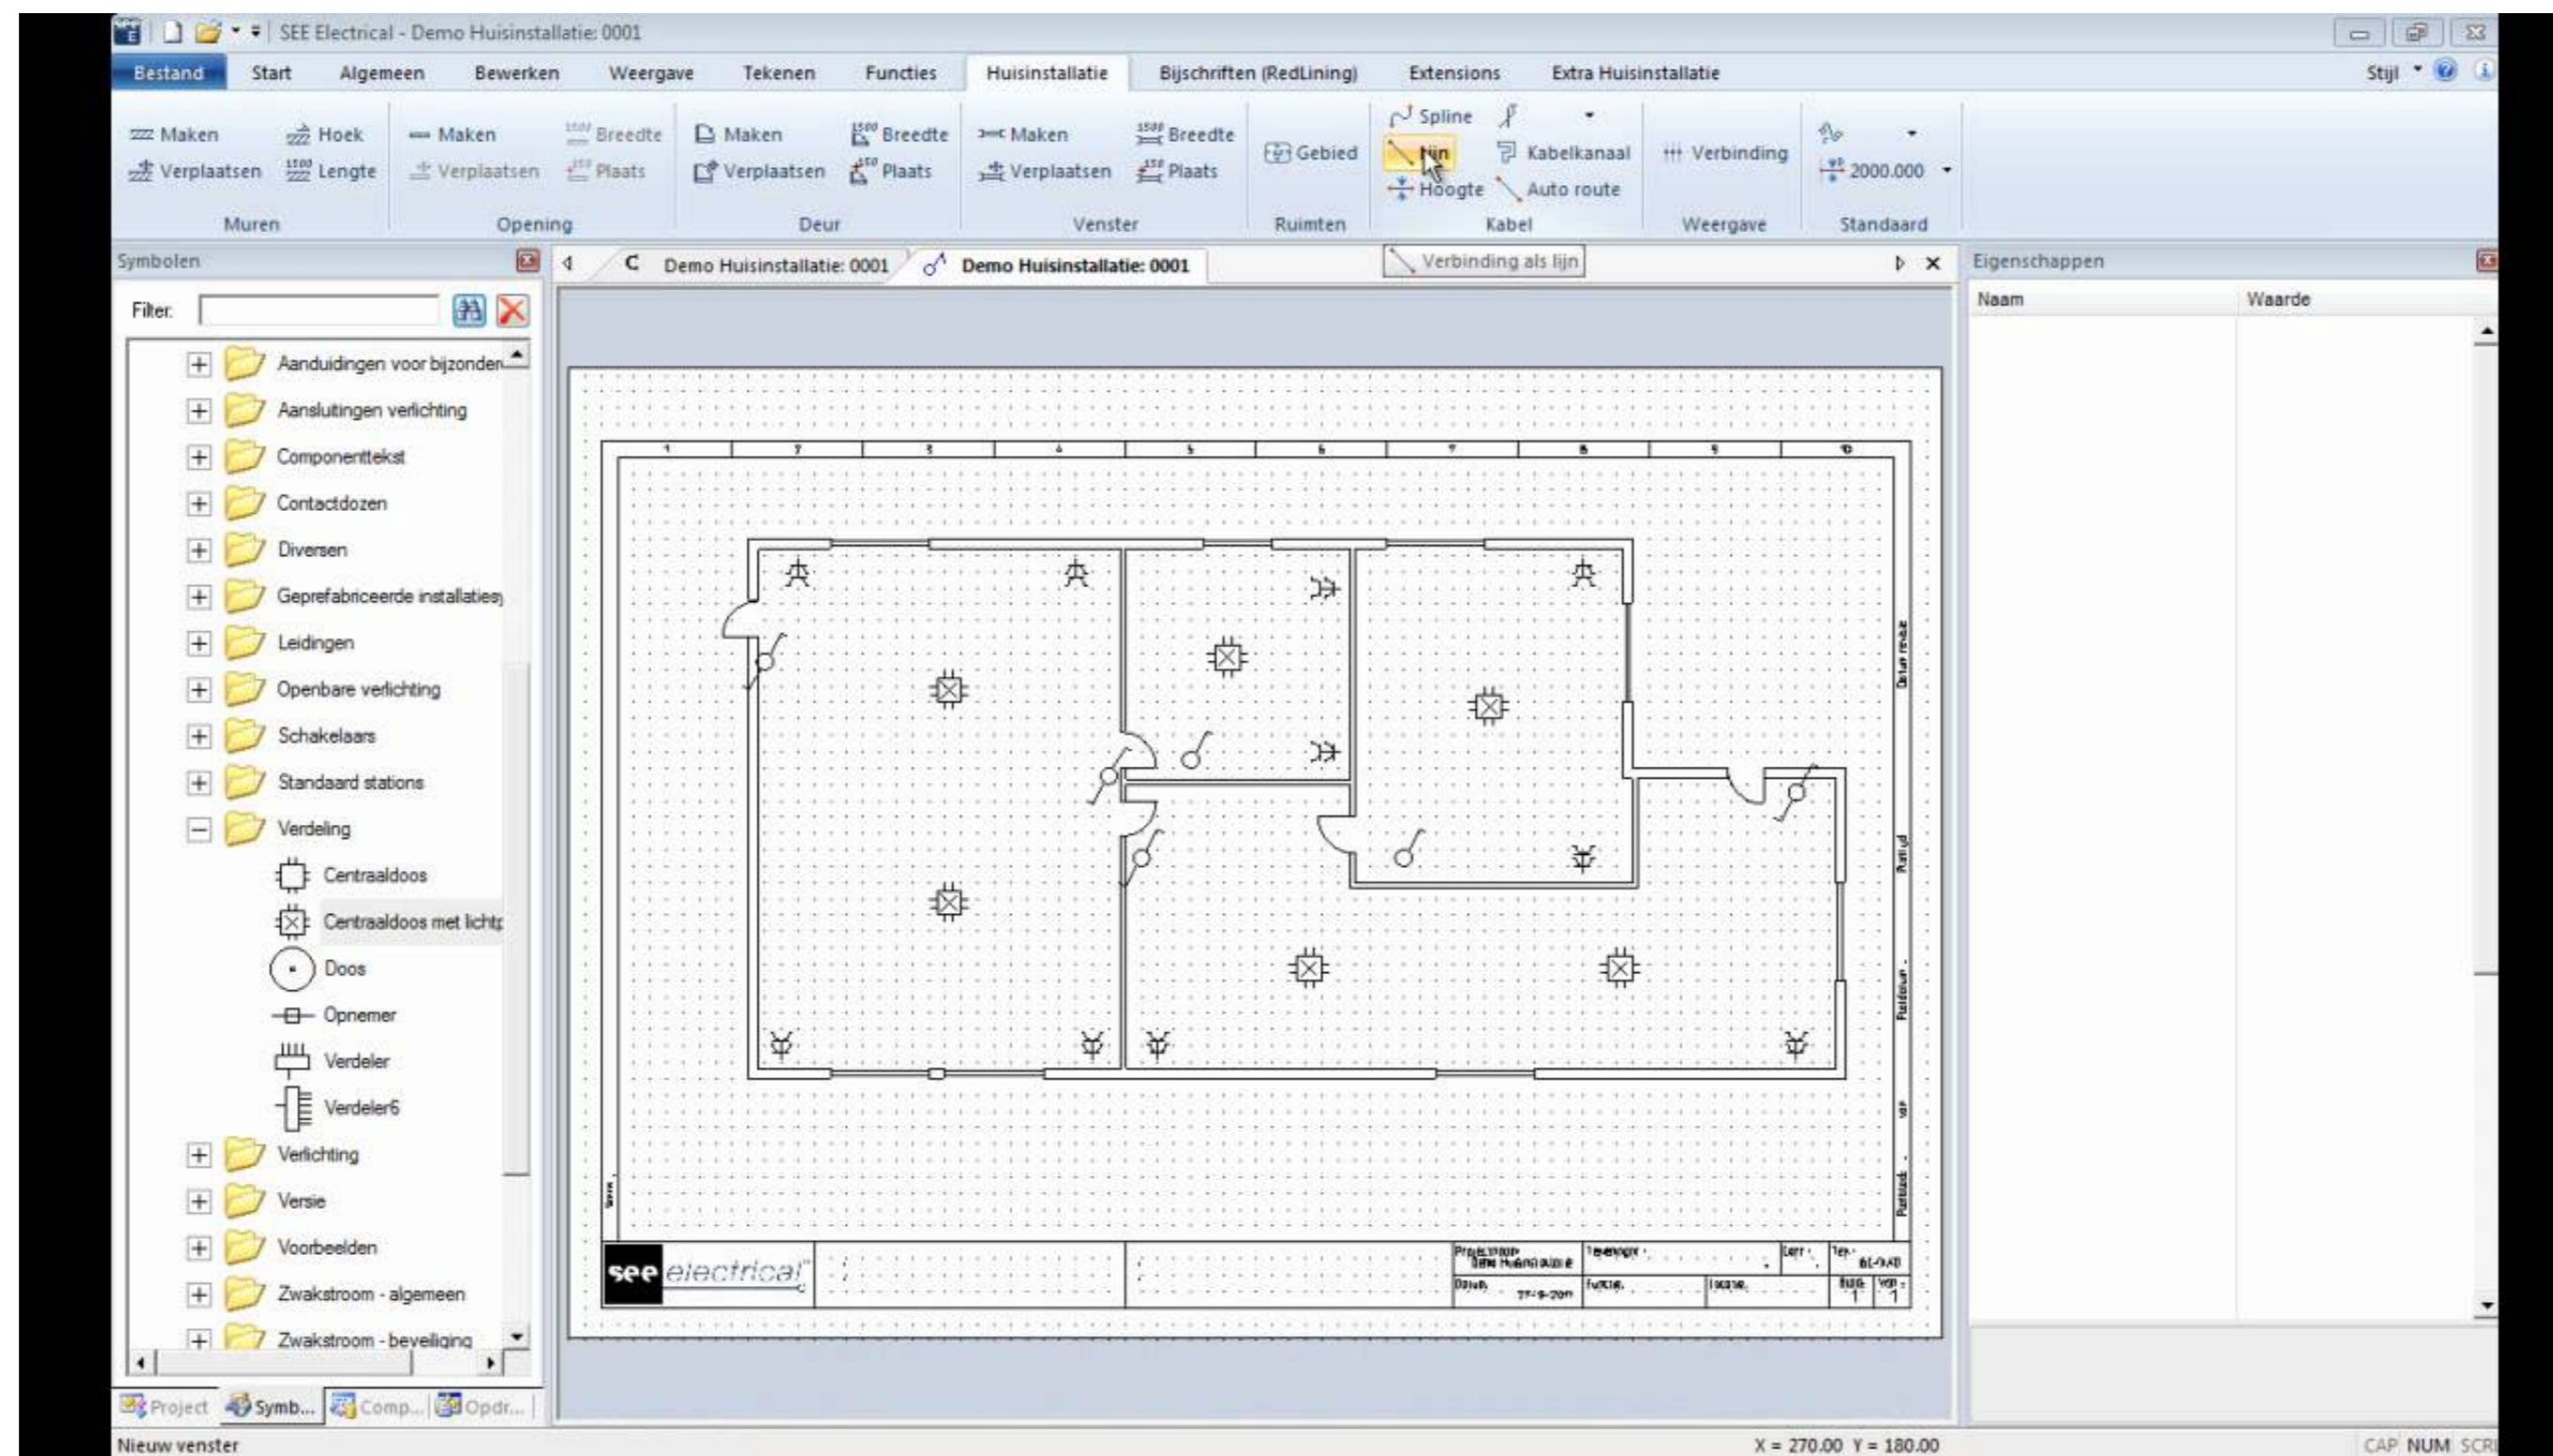 SEE Electrical - Demo Huisinstallatie: 0001
Bestand Start Algemeen Bewerken Weergave Tekenen Functies Huisinstallatie Bijschriften (RedLining) Extensions Extra Huisinstallatie Stijl
Maken Hoek Maken Breedte Maken Breedte Maken Breedte Gebied Spline Verbinding
Verplaatsen Lengte Verplaatsen Plaats Verplaatsen Plaats Verplaatsen Plaats Lijn Kabelkanaal 2000.000
Hoogte Auto route
Muren Opening Deur Venster Ruimten Kabel Weergave Standaard
Symbolen
C Demo Huisinstallatie: 0001 Demo Huisinstallatie: 0001
Verbinding als lijn
Eigenschappen
Filter:
Naam Waarde
Aanduidingen voor bijzonder
Aansluitingen verlichting
Componenttekst
Contactdozen
Diversen
Geprefabriceerde installaties
Leidingen
Openbare verlichting
Schakelaars
Standaard stations
Verdeling
Centraaldoos
Centraaldoos met lichtp
Doos
Opnemer
Verdeler
Verdeler6
Verlichting
Versie
Voorbeelden
Zwakstroom - algemeen
Zwakstroom - beveiliging
1 2 3 4 5 6 7 8 9 10
see electrical
Project Symb... Comp... Opdr...
Nieuw venster
X = 270.00 Y = 180.00
CAP NUM SCR